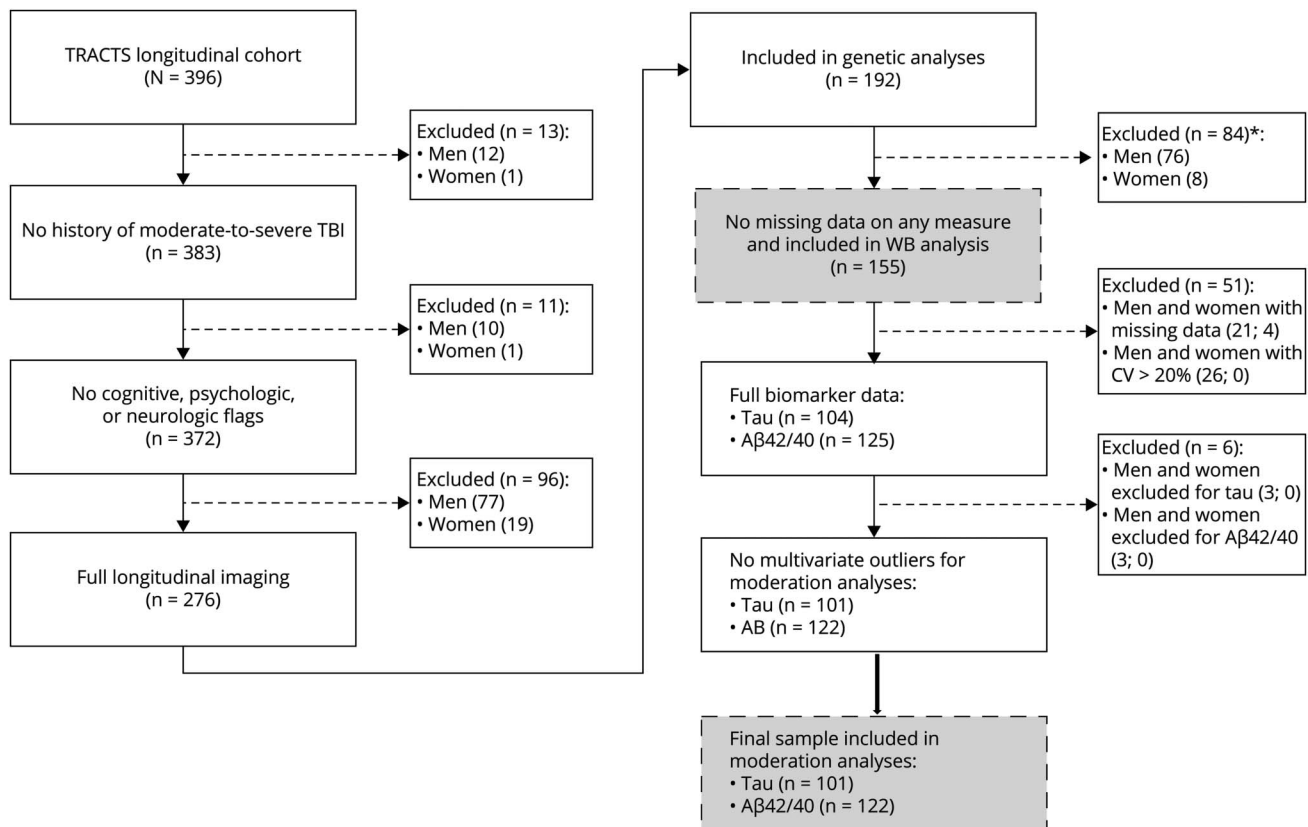 TRACTS longitudinal cohort
(N = 396)
Excluded (n = 13):
• Men (12)
• Women (1)
No history of moderate-to-severe TBI
(n = 383)
Excluded (n = 11):
• Men (10)
• Women (1)
No cognitive, psychologic,
or neurologic flags
(n = 372)
Excluded (n = 96):
• Men (77)
• Women (19)
Full longitudinal imaging
(n = 276)
Included in genetic analyses
(n = 192)
Excluded (n = 84)*:
• Men (76)
• Women (8)
No missing data on any measure
and included in WB analysis
(n = 155)
Excluded (n = 51):
• Men and women with
missing data (21; 4)
• Men and women with
CV > 20% (26; 0)
Full biomarker data:
• Tau (n = 104)
• Aβ42/40 (n = 125)
Excluded (n = 6):
• Men and women
excluded for tau (3; 0)
• Men and women
excluded for Aβ42/40
(3; 0)
No multivariate outliers for
moderation analyses:
• Tau (n = 101)
• AB (n = 122)
Final sample included in
moderation analyses:
• Tau (n = 101)
• Aβ42/40 (n = 122)